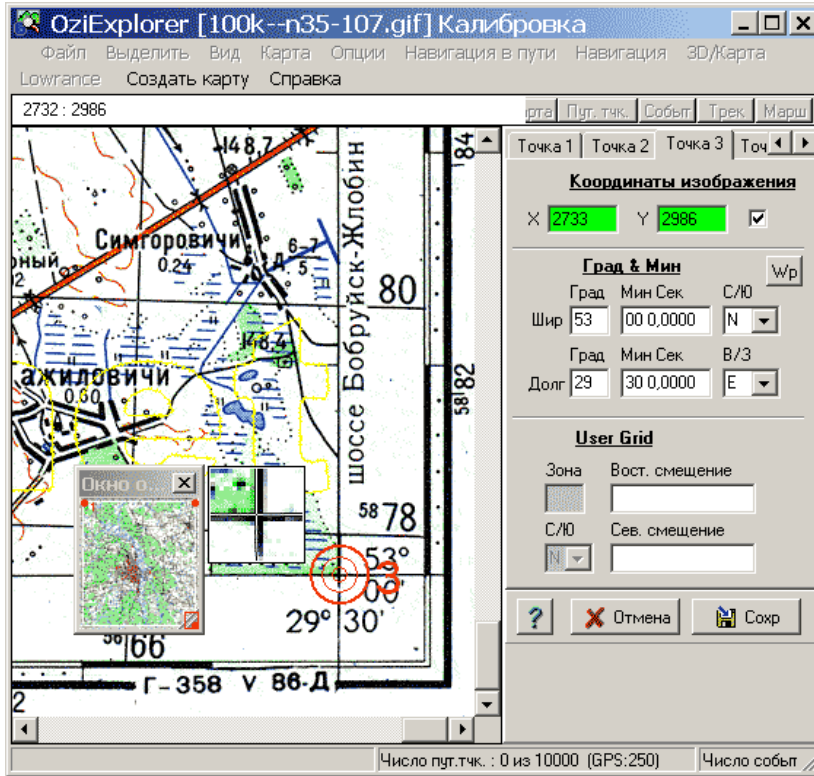 OziExplorer [100k--n35-107.gif] Калибровка
Файл Выделить Вид Карта Опции Навигация в пути Навигация 3D/Карта
Lowrance Создать карту Справка
2732 : 2986
Пут. тчк. Событ Трек Марш
Точка 1 Точка 2 Точка 3
Координаты изображения
X 2733 Y 2986
Град & Мин
Wp
Град Мин Сек С/Ю
Шир 53 00 0,0000 N
Град Мин Сек В/З
Долг 29 30 0,0000 E
User Grid
Зона Вост. смещение
С/Ю Сев. смещение
N
? Отмена Сохр
148,7
84
Симгоровичи
0.24
6-7
5
80
148.4
ажиловичи
0.60
шоссе Бобруйск-Жлобин
5882
Окно о...
5878
53°
00'
3
29° 30'
66
Г-358 V 86-Д
2
Число пут.тчк. : 0 из 10000 (GPS:250) Число событ